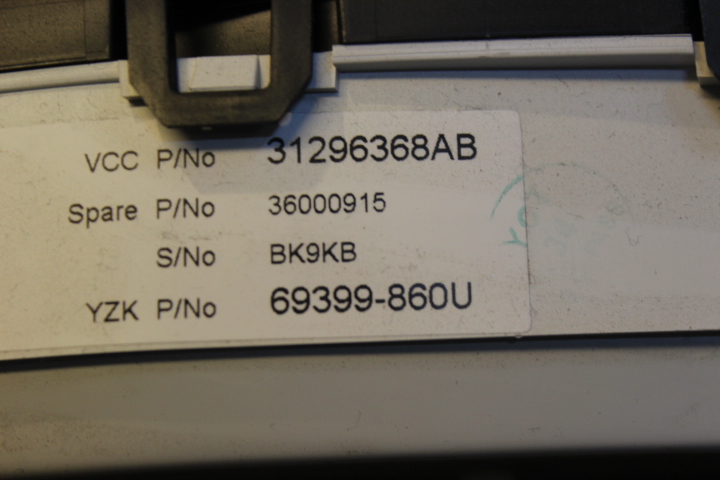 VCC P/No 31296368AB
Spare P/No 36000915
S/No BK9KB
YZK P/No 69399-860U